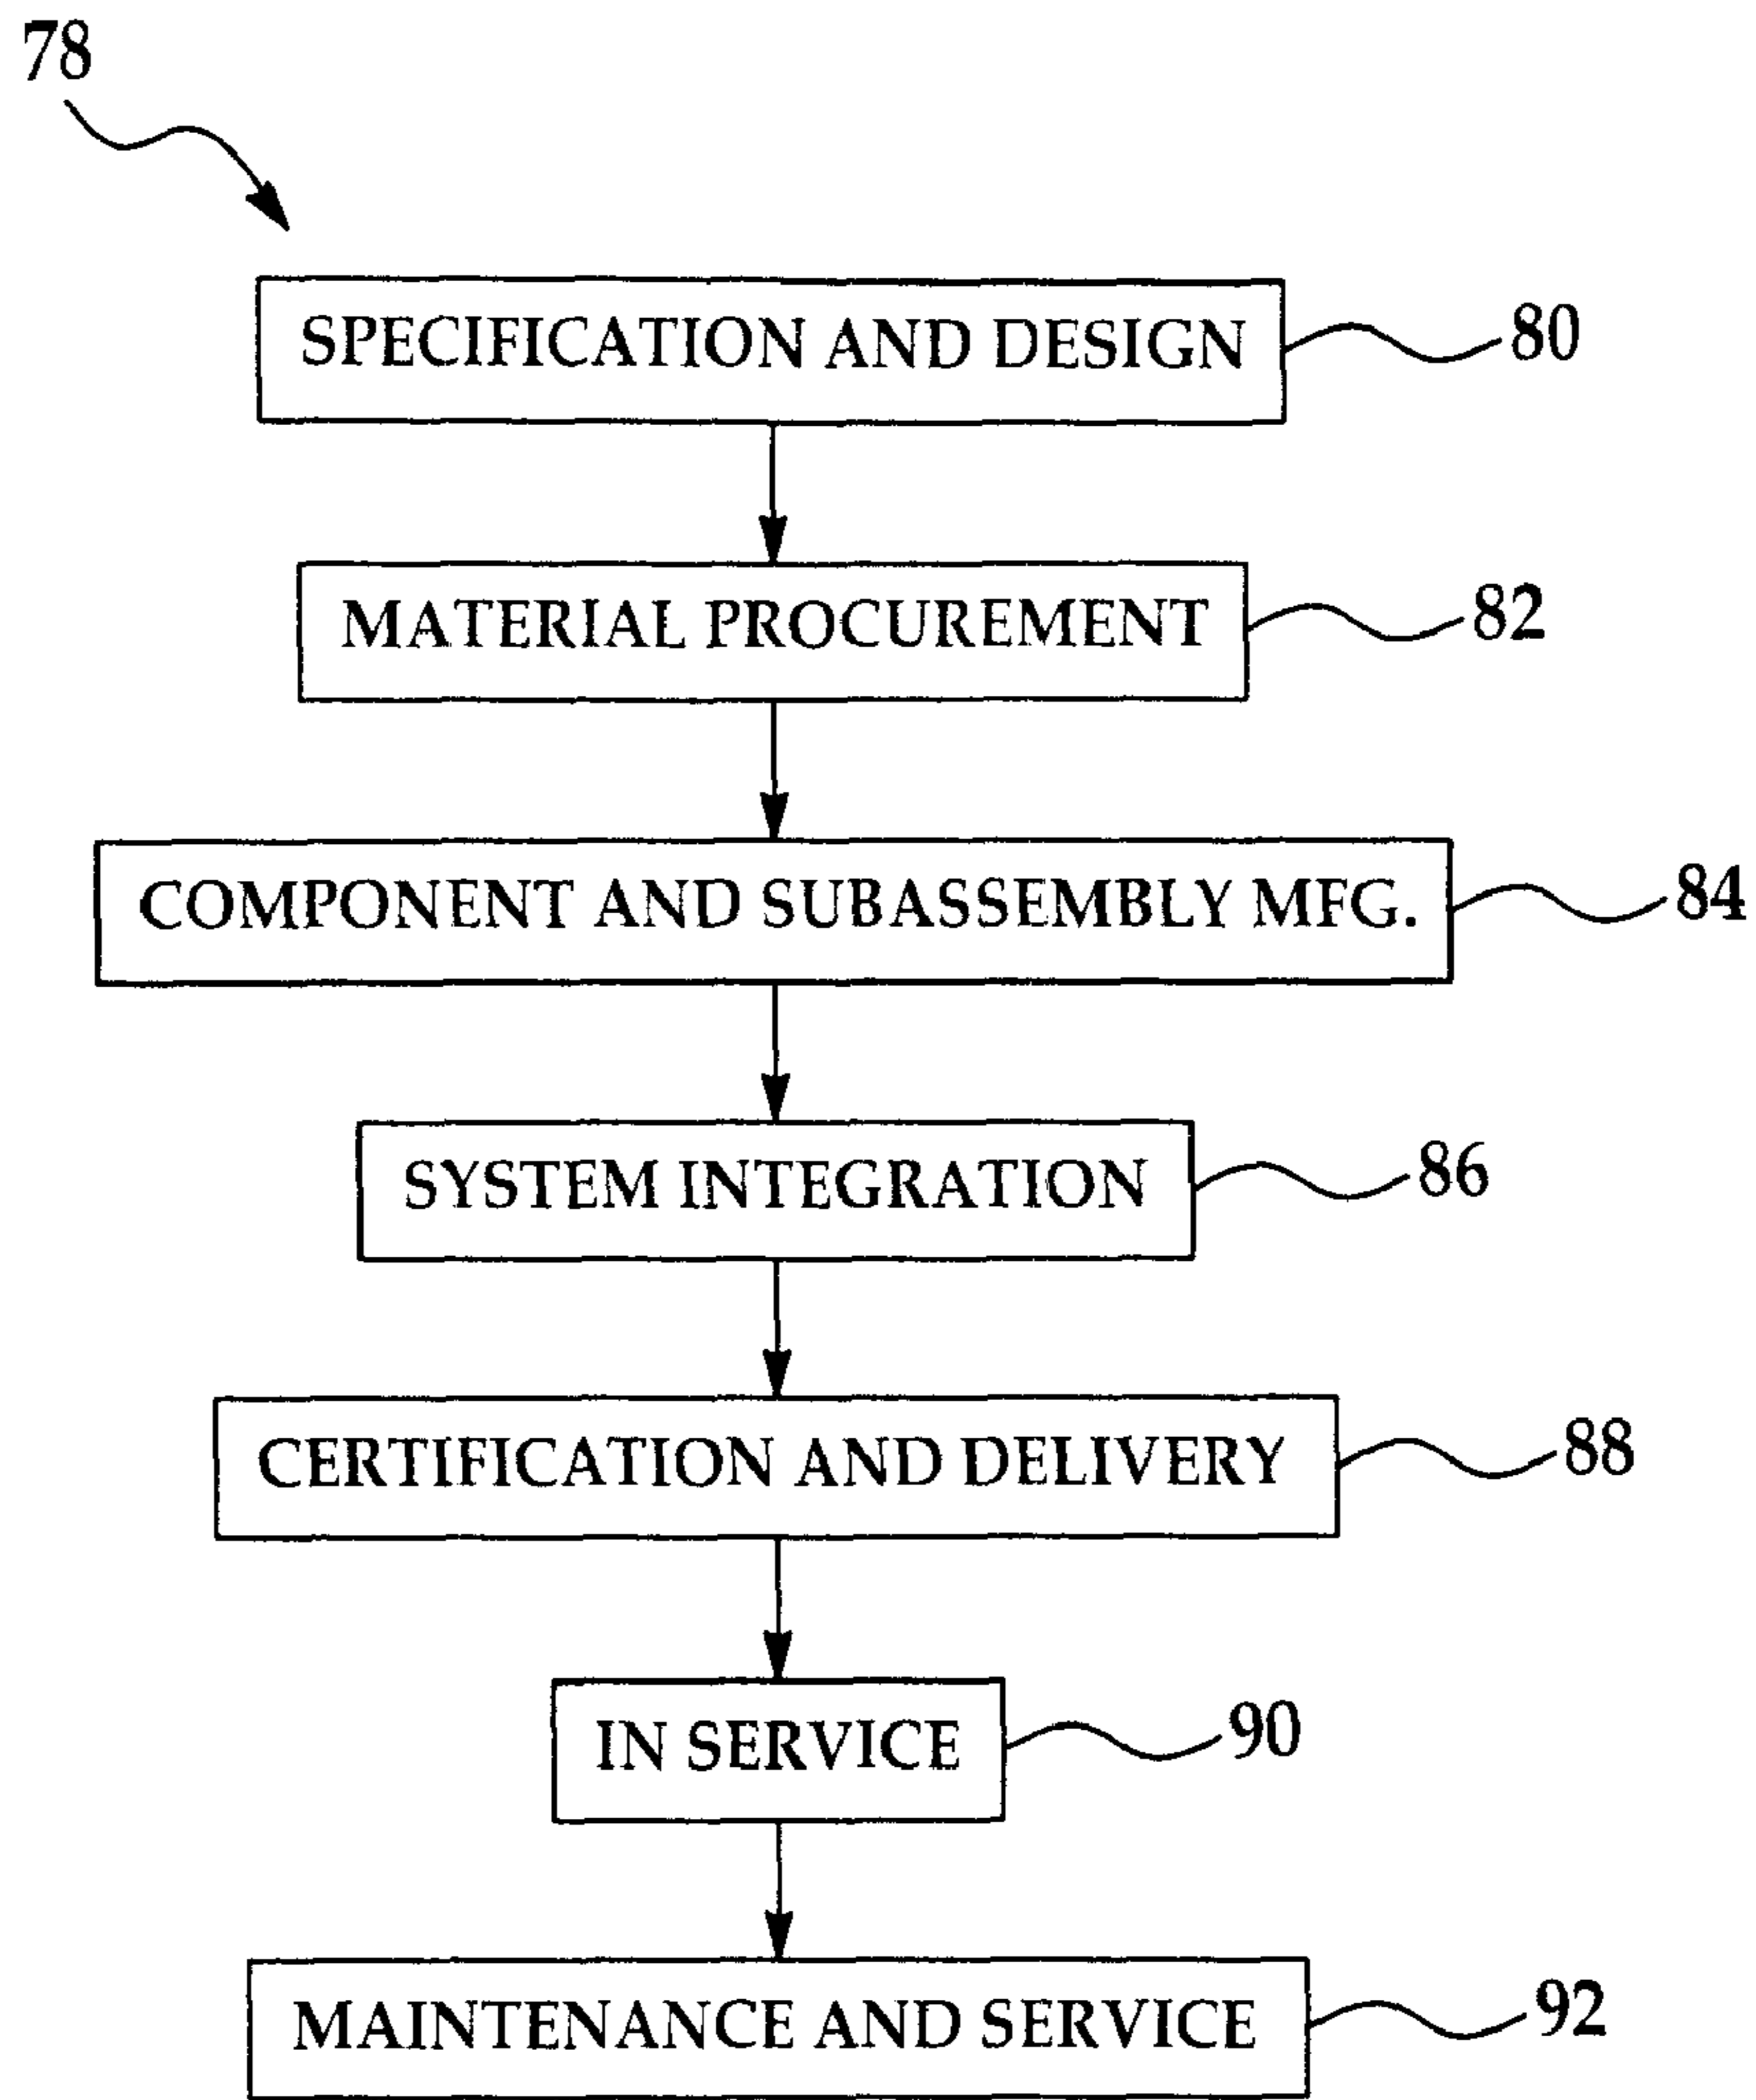 78
SPECIFICATION AND DESIGN 80
MATERIAL PROCUREMENT 82
COMPONENT AND SUBASSEMBLY MFG. 84
SYSTEM INTEGRATION 86
CERTIFICATION AND DELIVERY 88
IN SERVICE 90
MAINTENANCE AND SERVICE 92